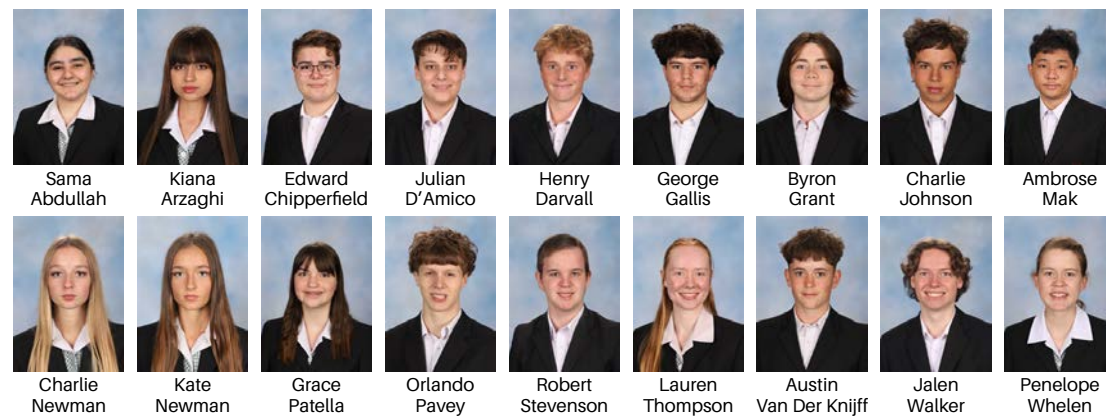 Sama
Abdullah
Kiana
Arzaghi
Edward
Chipperfield
Julian
D’Amico
Henry
Darvall
George
Gallis
Byron
Grant
Charlie
Johnson
Ambrose
Mak
Charlie
Newman
Kate
Newman
Grace
Patella
Orlando
Pavey
Robert
Stevenson
Lauren
Thompson
Austin
Van Der Knijff
Jalen
Walker
Penelope
Whelen